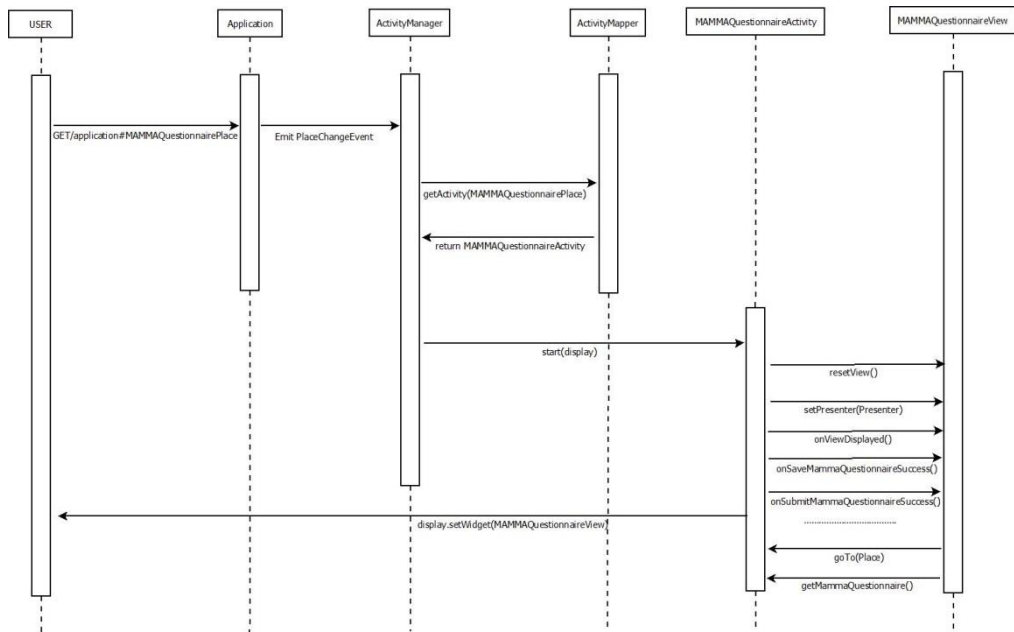 USER
Application
ActivityManager
ActivityMapper
MAMMAQuestionnaireActivity
MAMMAQuestionnaireView
GET/application#MAMMAQuestionnairePlace
Emit PlaceChangeEvent
getActivity(MAMMAQuestionnairePlace)
return MAMMAQuestionnaireActivity
start(display)
resetView()
setPresenter(Presenter)
onViewDisplayed()
onSaveMammaQuestionnaireSuccess()
onSubmitMammaQuestionnaireSuccess()
display.setWidget(MAMMAQuestionnaireView)
......................................
goTo(Place)
getMammaQuestionnaire()